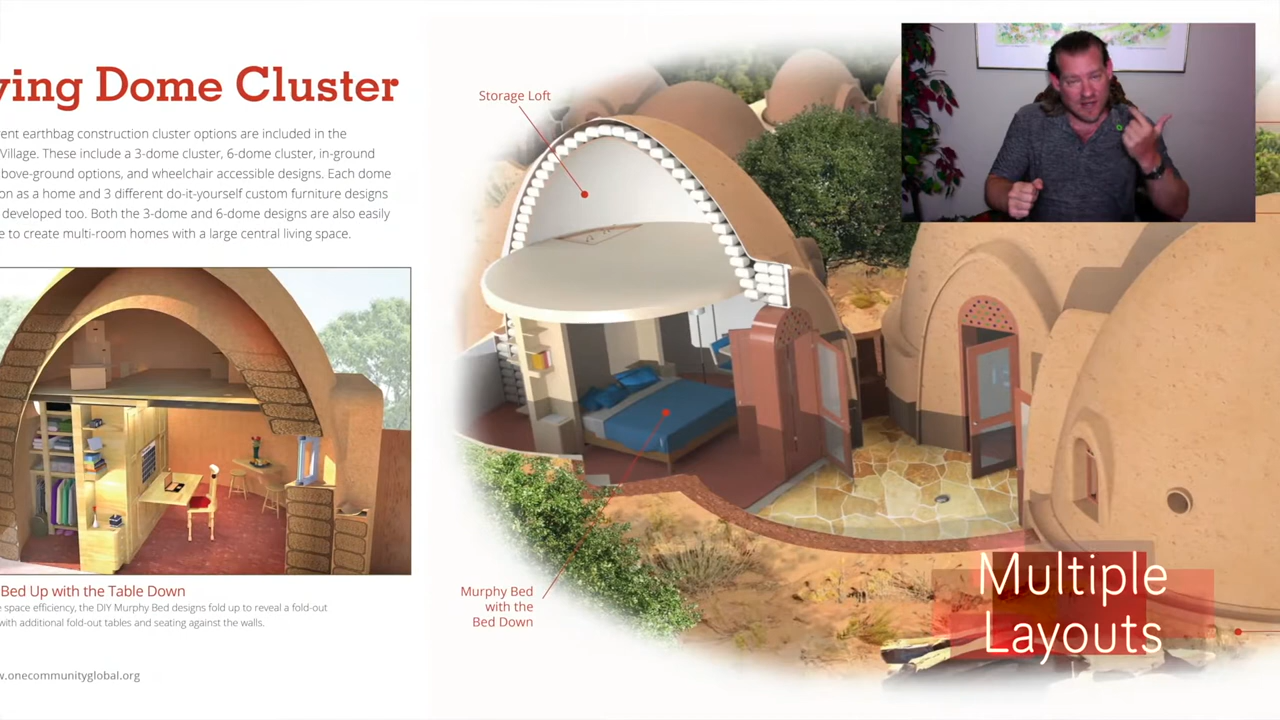 ving Dome Cluster
rent earthbag construction cluster options are included in the
Village. These include a 3-dome cluster, 6-dome cluster, in-ground
bove-ground options, and wheelchair accessible designs. Each dome
on as a home and 3 different do-it-yourself custom furniture designs
developed too. Both the 3-dome and 6-dome designs are also easily
e to create multi-room homes with a large central living space.
Bed Up with the Table Down
e space efficiency, the DIY Murphy Bed designs fold up to reveal a fold-out
with additional fold-out tables and seating against the walls.
w.onecommunityglobal.org
Storage Loft
Murphy Bed
with the
Bed Down
Multiple
Layouts